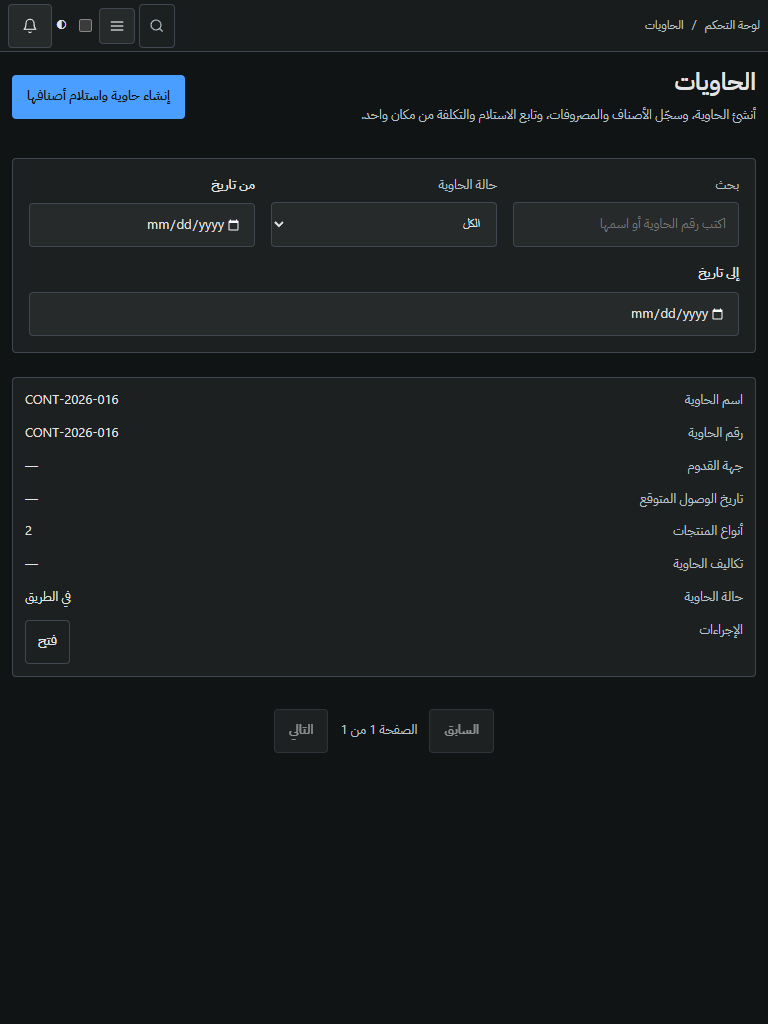 لوحة التحكم / الحاويات
الحاويات
أنشئ الحاوية، وسجّل الأصناف والمصروفات، وتابع الاستلام والتكلفة من مكان واحد.
إنشاء حاوية واستلام أصنافها
بحث
اكتب رقم الحاوية أو اسمها
حالة الحاوية
الكل
من تاريخ
mm/dd/yyyy
إلى تاريخ
mm/dd/yyyy
اسم الحاوية CONT-2026-016
رقم الحاوية CONT-2026-016
جهة القدوم —
تاريخ الوصول المتوقع —
أنواع المنتجات 2
تكاليف الحاوية —
حالة الحاوية في الطريق
الإجراءات فتح
السابق الصفحة 1 من 1 التالي